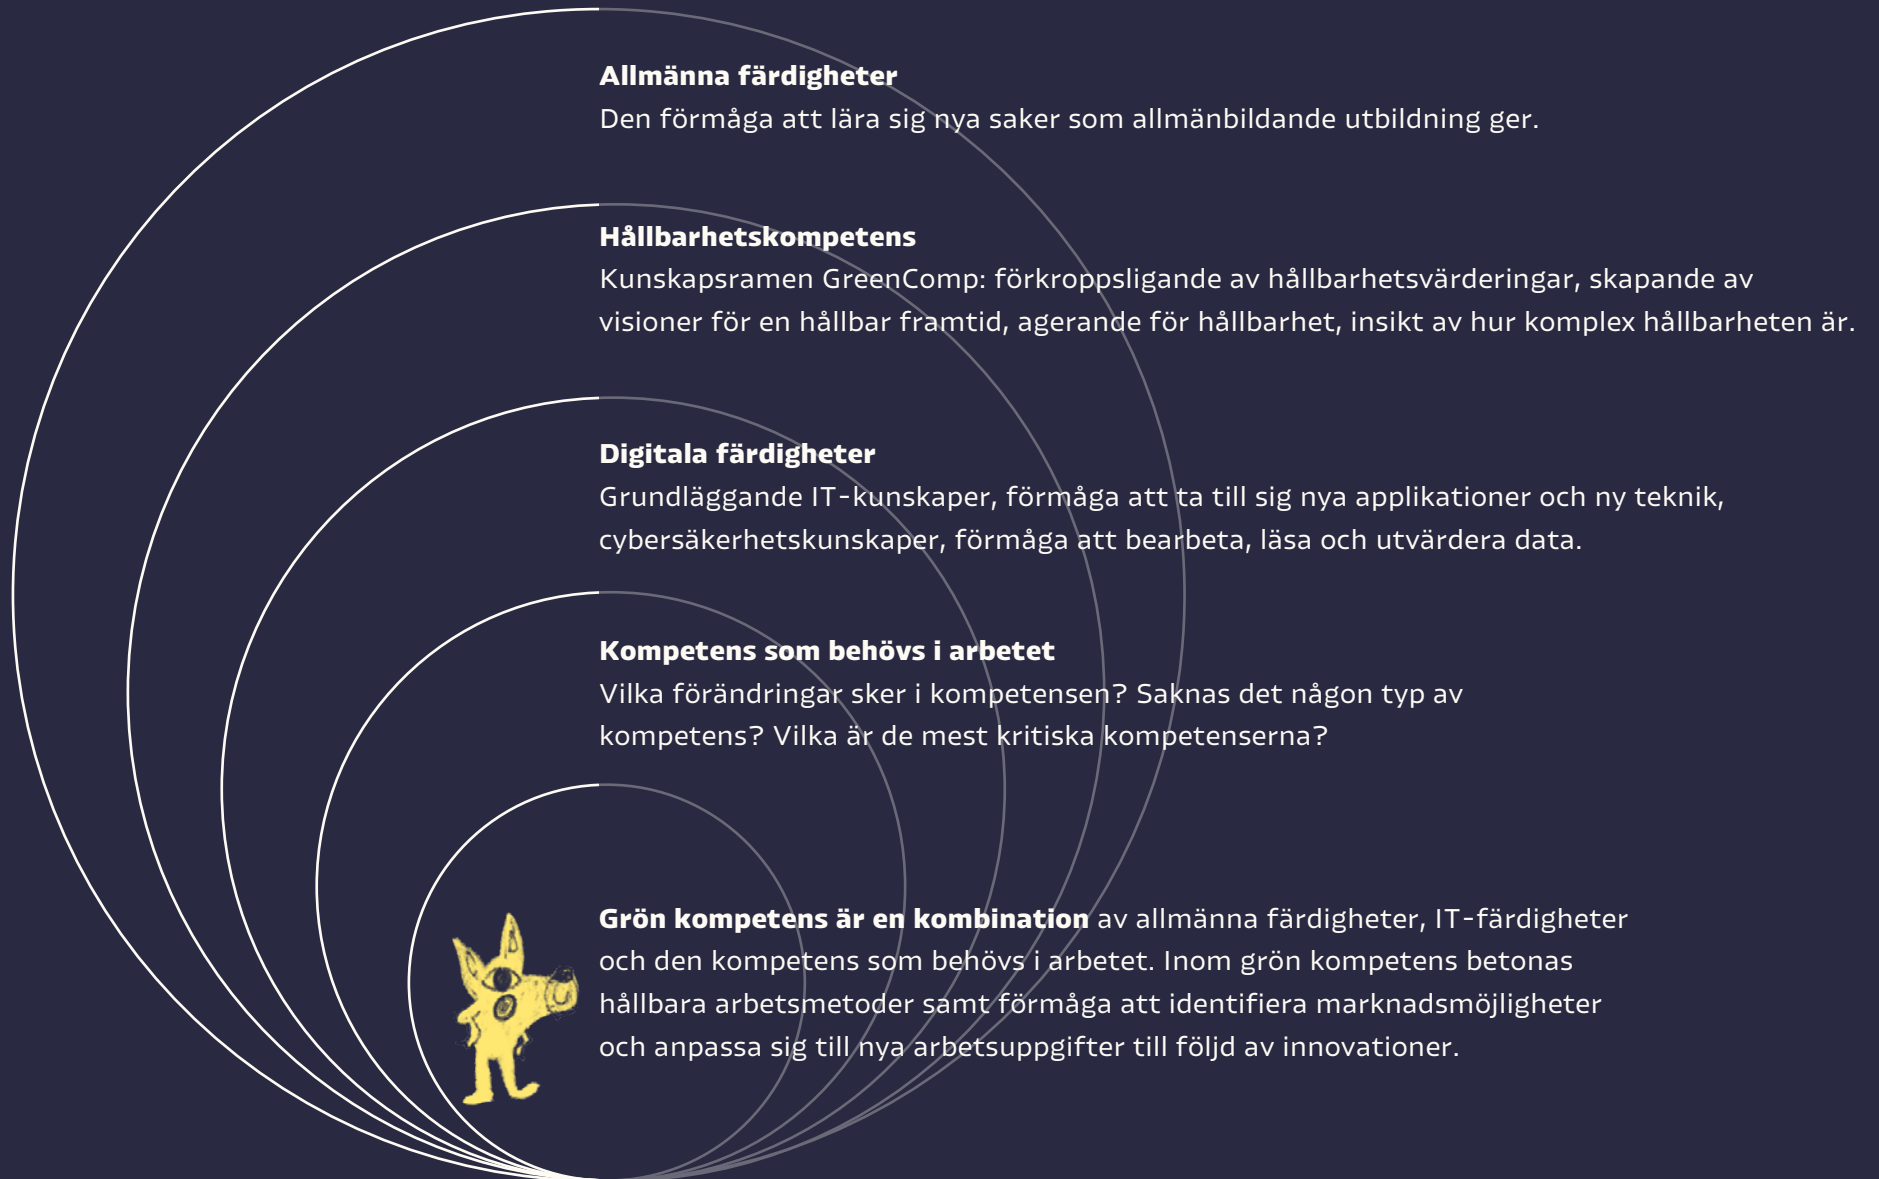 Allmänna färdigheter
Den förmåga att lära sig nya saker som allmänbildande utbildning ger.
Hållbarhetskompetens
Kunskapsramen GreenComp: förkroppsligande av hållbarhetsvärderingar, skapande av
visioner för en hållbar framtid, agerande för hållbarhet, insikt av hur komplex hållbarheten är.
Digitala färdigheter
Grundläggande IT-kunskaper, förmåga att ta till sig nya applikationer och ny teknik,
cybersäkerhetskunskaper, förmåga att bearbeta, läsa och utvärdera data.
Kompetens som behövs i arbetet
Vilka förändringar sker i kompetensen? Saknas det någon typ av
kompetens? Vilka är de mest kritiska kompetenserna?
Grön kompetens är en kombination av allmänna färdigheter, IT-färdigheter
och den kompetens som behövs i arbetet. Inom grön kompetens betonas
hållbara arbetsmetoder samt förmåga att identifiera marknadsmöjligheter
och anpassa sig till nya arbetsuppgifter till följd av innovationer.